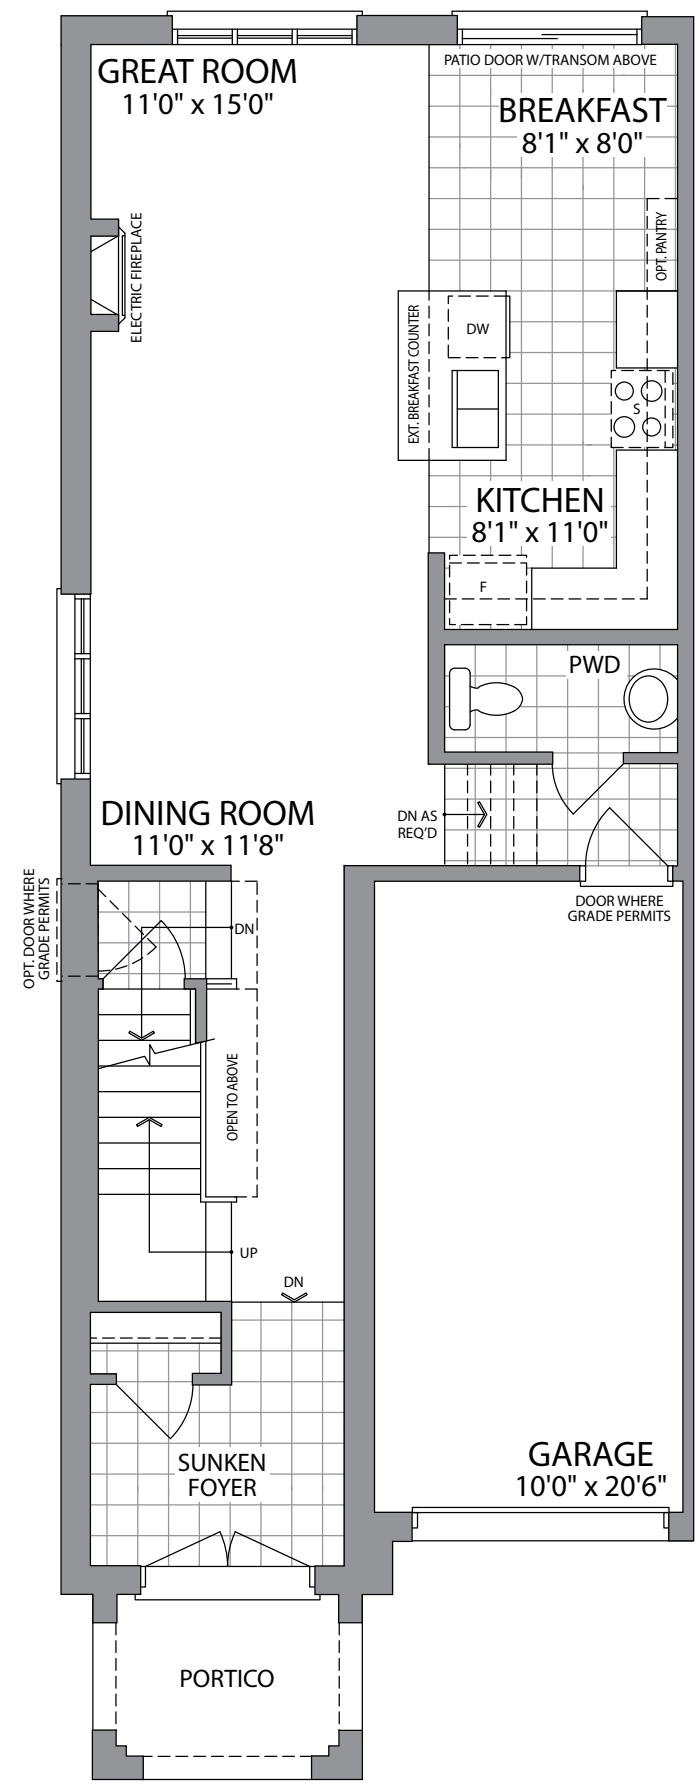 GREAT ROOM
11'0" x 15'0"
PATIO DOOR W/TRANSOM ABOVE
BREAKFAST
8'1" x 8'0"
OPT. PANTRY
ELECTRIC FIREPLACE
EXT. BREAKFAST COUNTER
DW
S
KITCHEN
8'1" x 11'0"
F
PWD
DINING ROOM
11'0" x 11'8"
DN AS
REQ'D
OPT. DOOR WHERE
GRADE PERMITS
DOOR WHERE
GRADE PERMITS
DN
OPEN TO ABOVE
UP
DN
SUNKEN
FOYER
GARAGE
10'0" x 20'6"
PORTICO